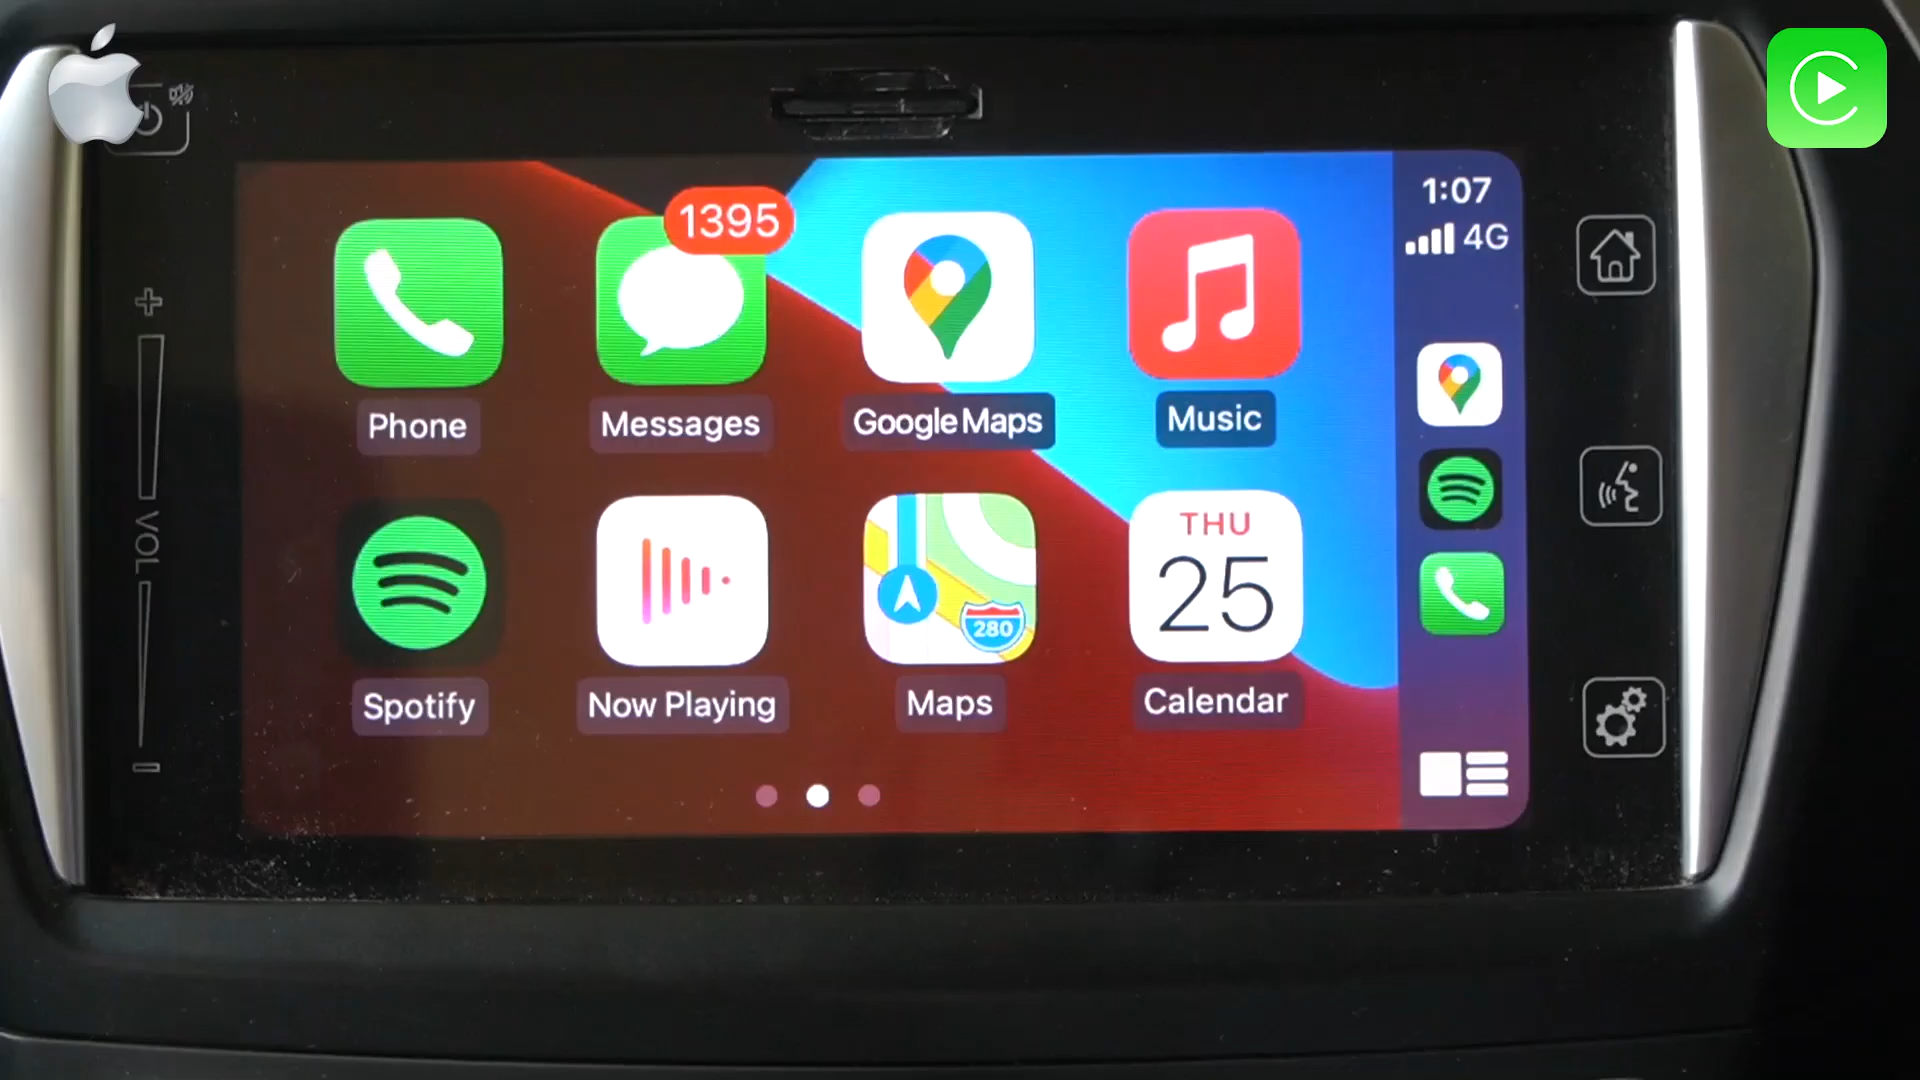 1395
1:07
4G
Phone
Messages
Google Maps
Music
THU
25
280
Spotify
Now Playing
Maps
Calendar
VOL